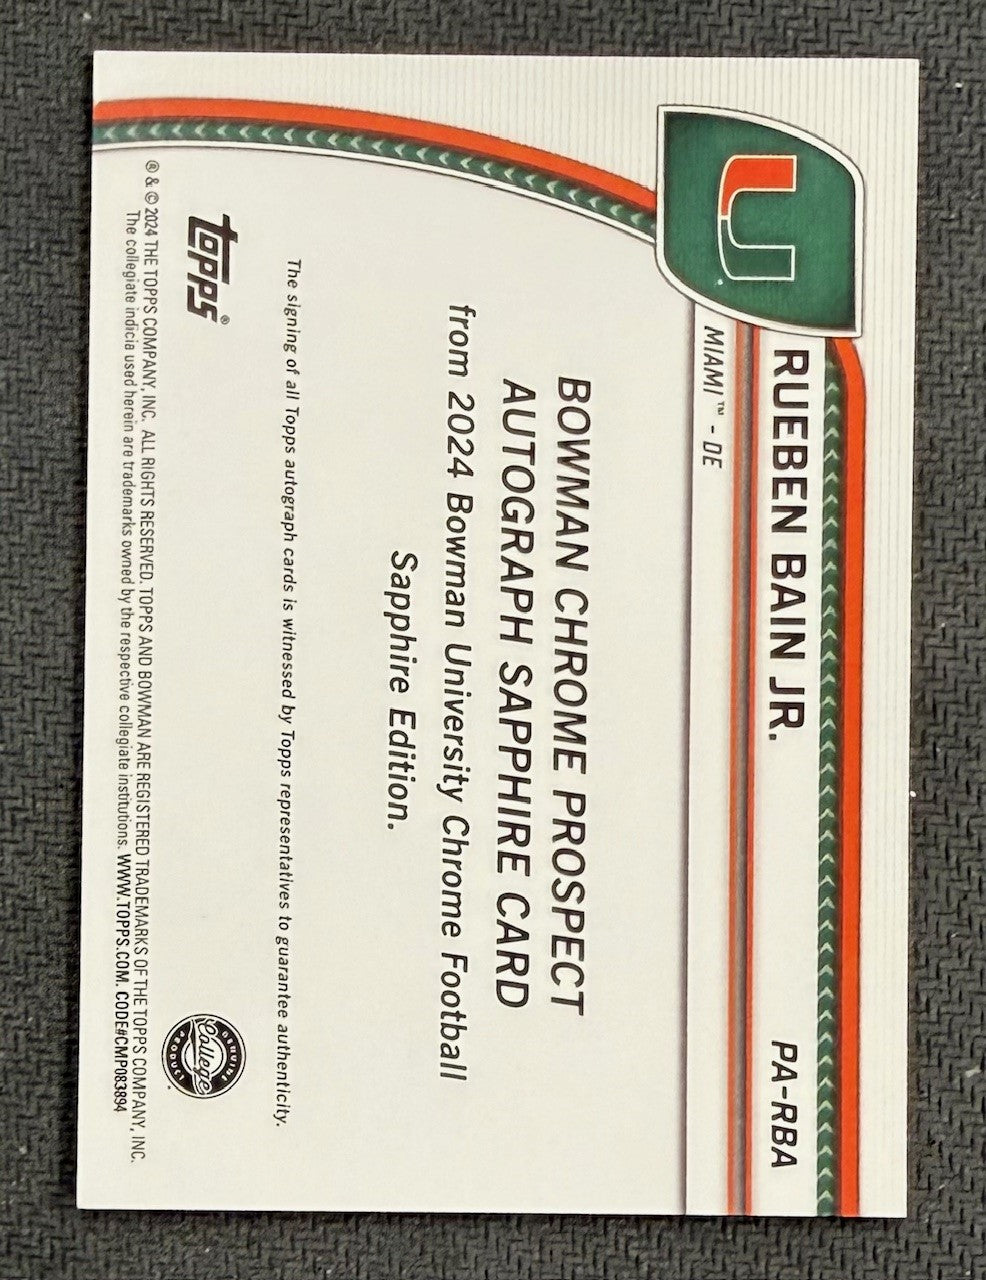 U
RUEBEN BAIN JR.
PA-RBA
MIAMI™ - DE
BOWMAN CHROME PROSPECT
AUTOGRAPH SAPPHIRE CARD
from 2024 Bowman University Chrome Football
Sapphire Edition.
The signing of all Topps autograph cards is witnessed by Topps representatives to guarantee authenticity.
topps®
GENUINE
College
PRODUCT
® & © 2024 THE TOPPS COMPANY, INC. ALL RIGHTS RESERVED. TOPPS AND BOWMAN ARE REGISTERED TRADEMARKS OF THE TOPPS COMPANY, INC.
The collegiate indicia used herein are trademarks owned by the respective collegiate institutions. WWW.TOPPS.COM. CODE#CMP083894